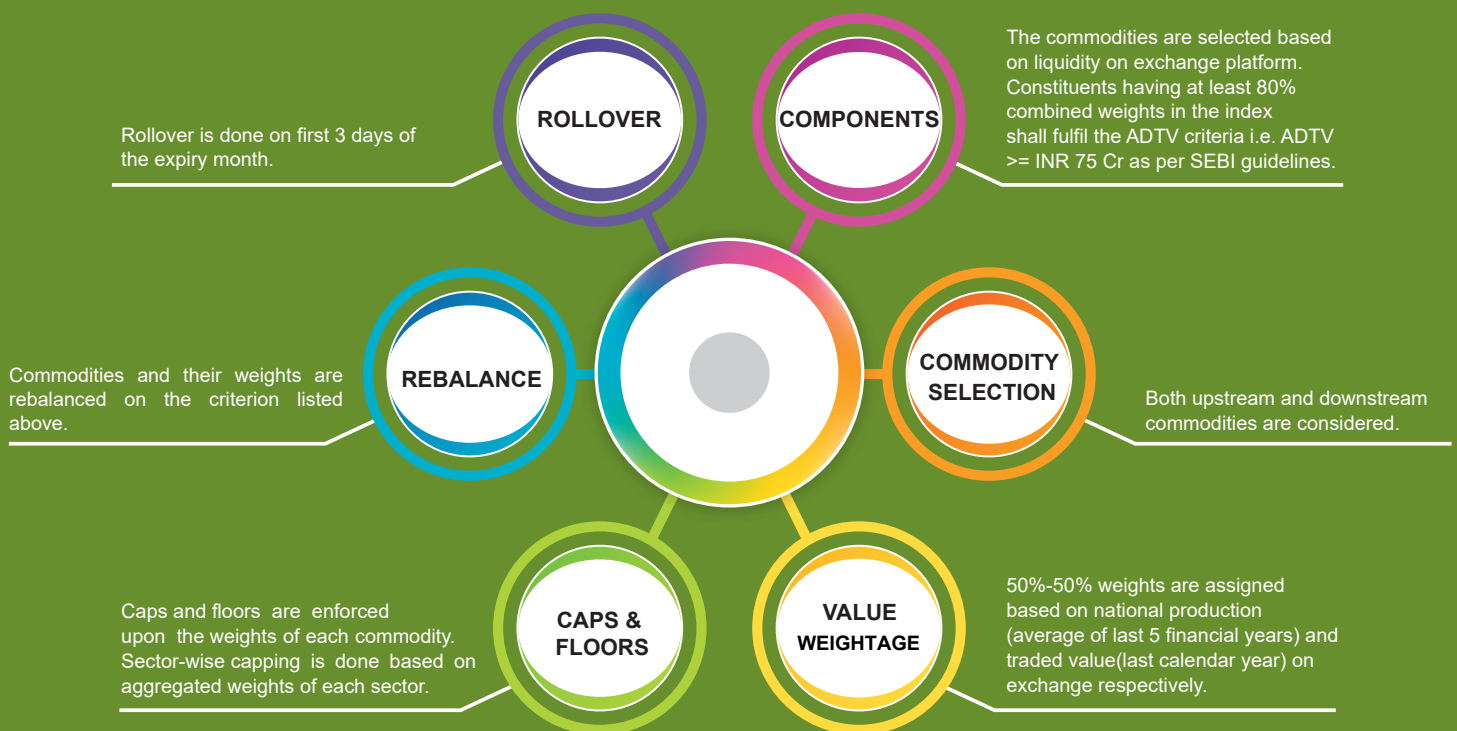 ROLLOVER
Rollover is done on first 3 days of
the expiry month.
COMPONENTS
The commodities are selected based
on liquidity on exchange platform.
Constituents having at least 80%
combined weights in the index
shall fulfil the ADTV criteria i.e. ADTV
>= INR 75 Cr as per SEBI guidelines.
REBALANCE
Commodities and their weights are
rebalanced on the criterion listed
above.
COMMODITY
SELECTION
Both upstream and downstream
commodities are considered.
CAPS &
FLOORS
Caps and floors are enforced
upon the weights of each commodity.
Sector-wise capping is done based on
aggregated weights of each sector.
VALUE
WEIGHTAGE
50%-50% weights are assigned
based on national production
(average of last 5 financial years) and
traded value(last calendar year) on
exchange respectively.